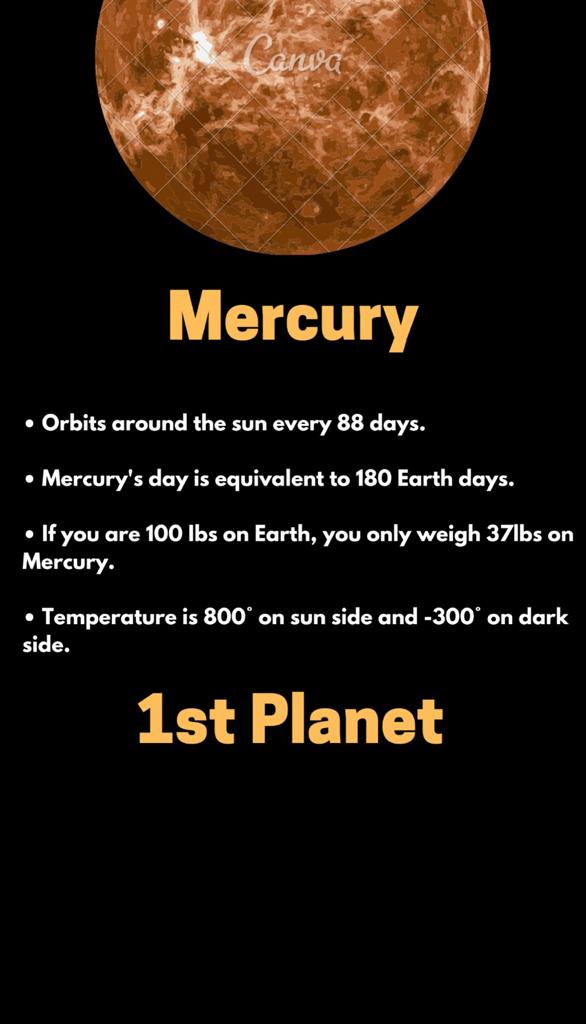 Canva
Mercury
• Orbits around the sun every 88 days.
• Mercury's day is equivalent to 180 Earth days.
• If you are 100 lbs on Earth, you only weigh 37lbs on
Mercury.
• Temperature is 800° on sun side and -300° on dark
side.
1st Planet